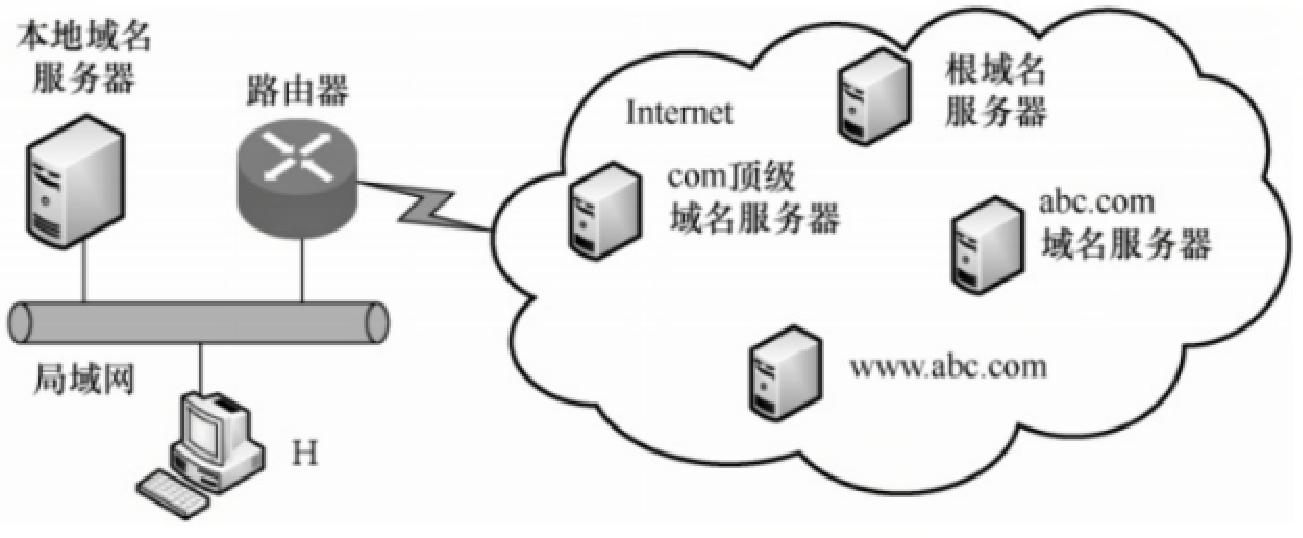 本地域名
服务器
路由器
Internet
根域名
服务器
com顶级
域名服务器
abc.com
域名服务器
www.abc.com
局域网
H